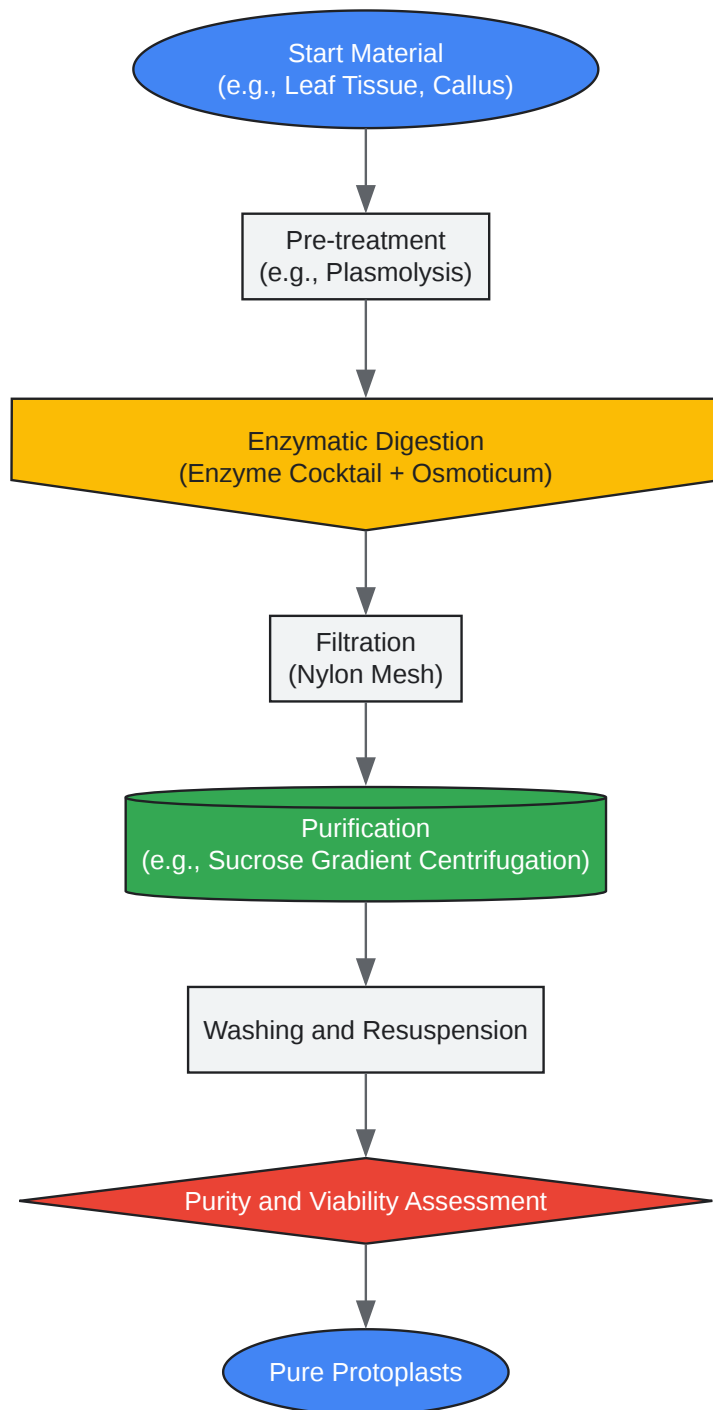 Start Material
(e.g., Leaf Tissue, Callus)
Pre-treatment
(e.g., Plasmolysis)
Enzymatic Digestion
(Enzyme Cocktail + Osmoticum)
Filtration
(Nylon Mesh)
Purification
(e.g., Sucrose Gradient Centrifugation)
Washing and Resuspension
Purity and Viability Assessment
Pure Protoplasts